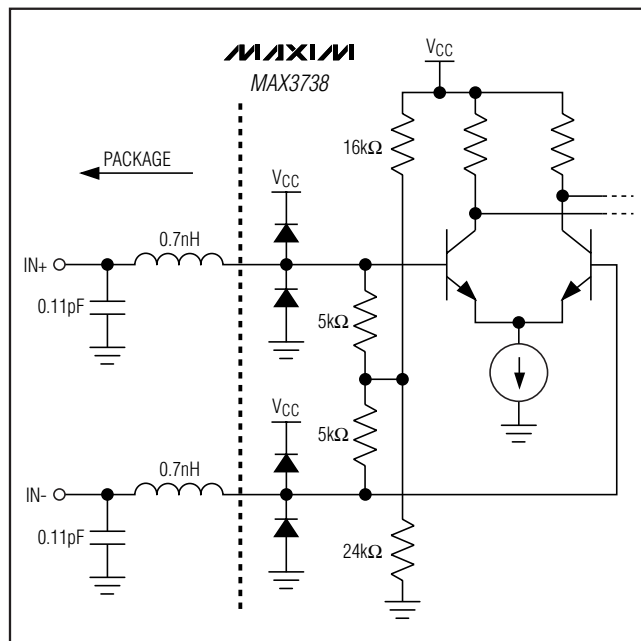 MAXIM
MAX3738
VCC
16kΩ
PACKAGE
VCC
0.7nH
IN+
0.11pF
5kΩ
VCC
5kΩ
0.7nH
IN-
0.11pF
24kΩ